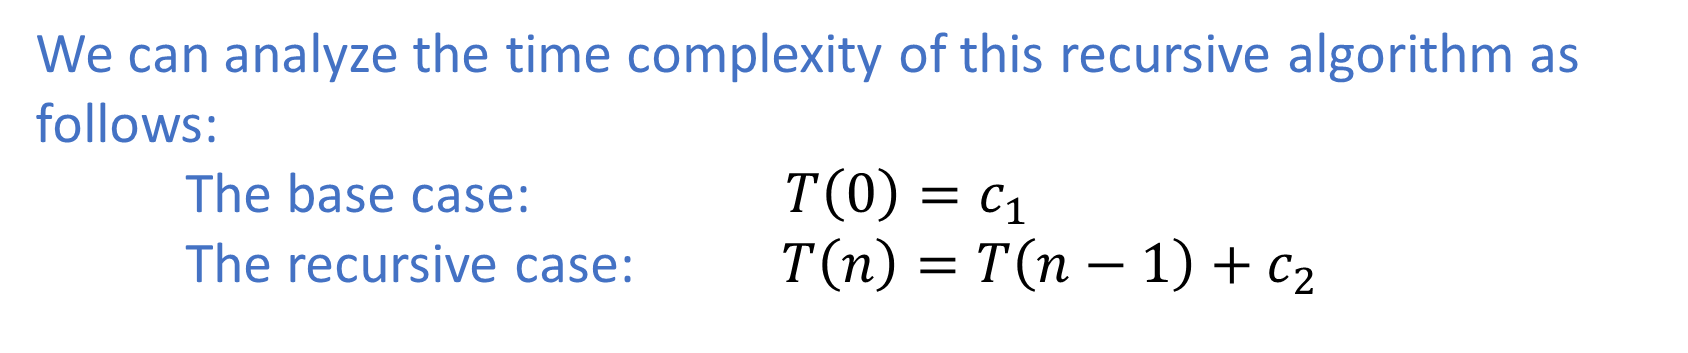 We can analyze the time complexity of this recursive algorithm as
follows:
The base case: T(0) = c₁
The recursive case: T(n) = T(n − 1) + c₂